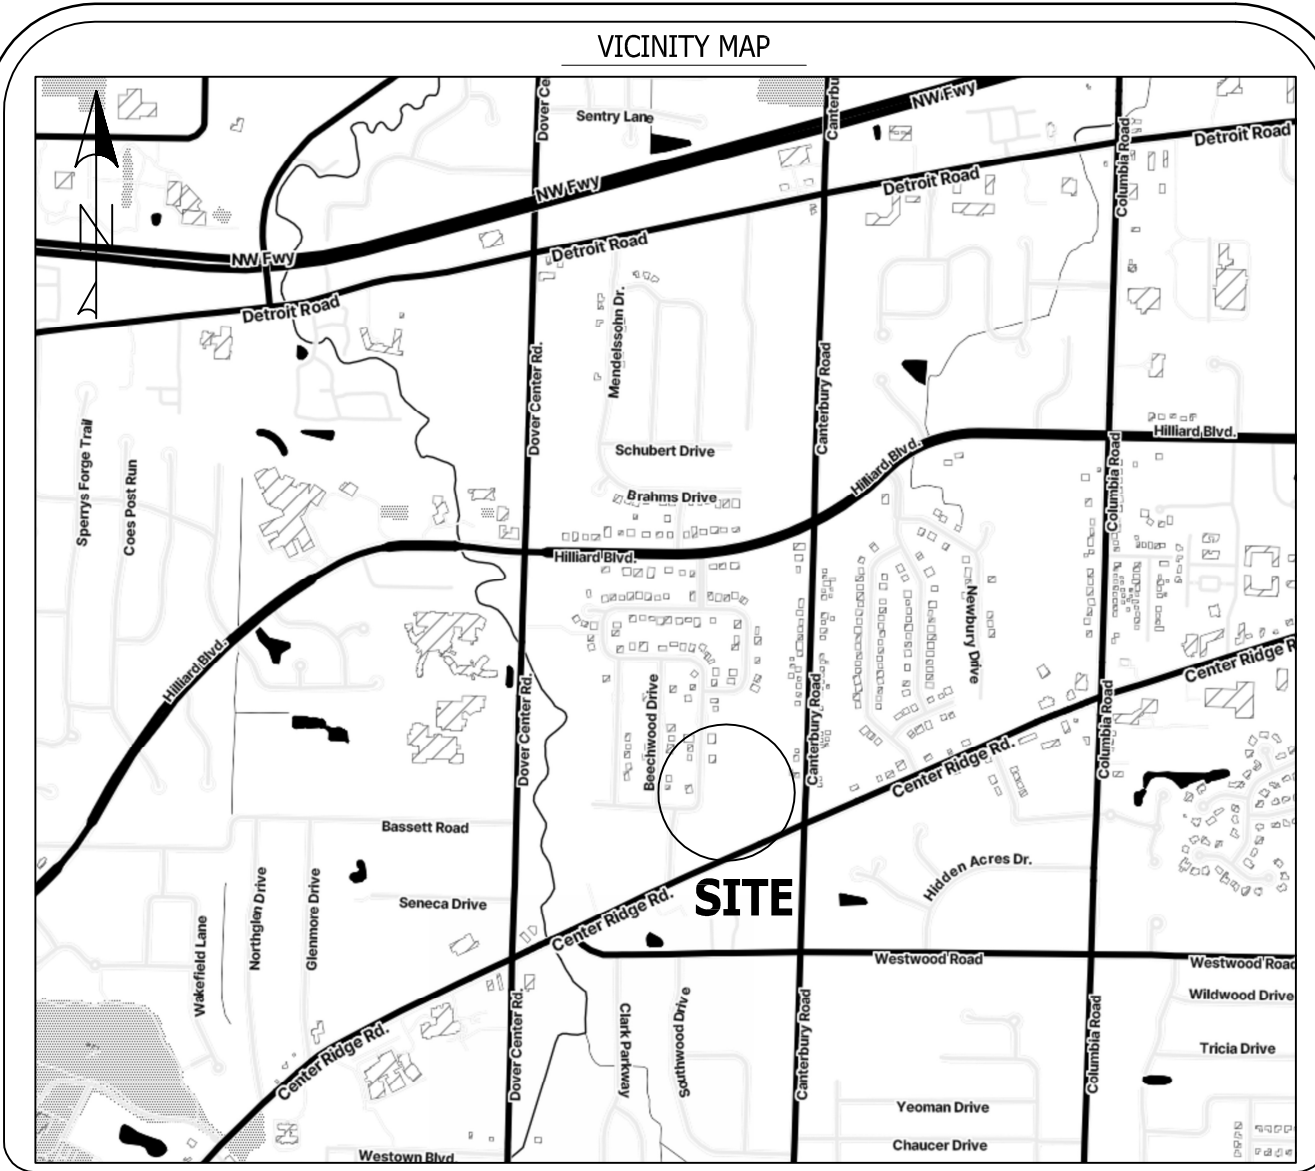 VICINITY MAP
Dover Ce
Sentry Lane
Canterbu
NW Fwy
Columbia Road
Detroit Road
NW Fwy
Detroit Road
N
NW Fwy
Detroit Road
Detroit Road
Mendelssohn Dr.
Dover Center Rd.
Canterbury Road
Sperrys Forge Trail
Coes Post Run
Schubert Drive
Hilliard Blvd.
Hilliard Blvd.
Columbia Road
Brahms Drive
Hilliard Blvd.
Newbury Drive
Hilliard Blvd.
Center Ridge R
Beechwood Drive
Dover Center Rd.
Canterbury Road
Columbia Road
Center Ridge Rd.
Bassett Road
Hidden Acres Dr.
SITE
Seneca Drive
Northglen Drive
Glenmore Drive
Wakefield Lane
Center Ridge Rd.
Westwood Road
Westwood Road
Wildwood Drive
Dover Center Rd.
Clark Parkway
Southwood Drive
Canterbury Road
Columbia Road
Tricia Drive
Center Ridge Rd.
Yeoman Drive
Chaucer Drive
Westown Blvd.